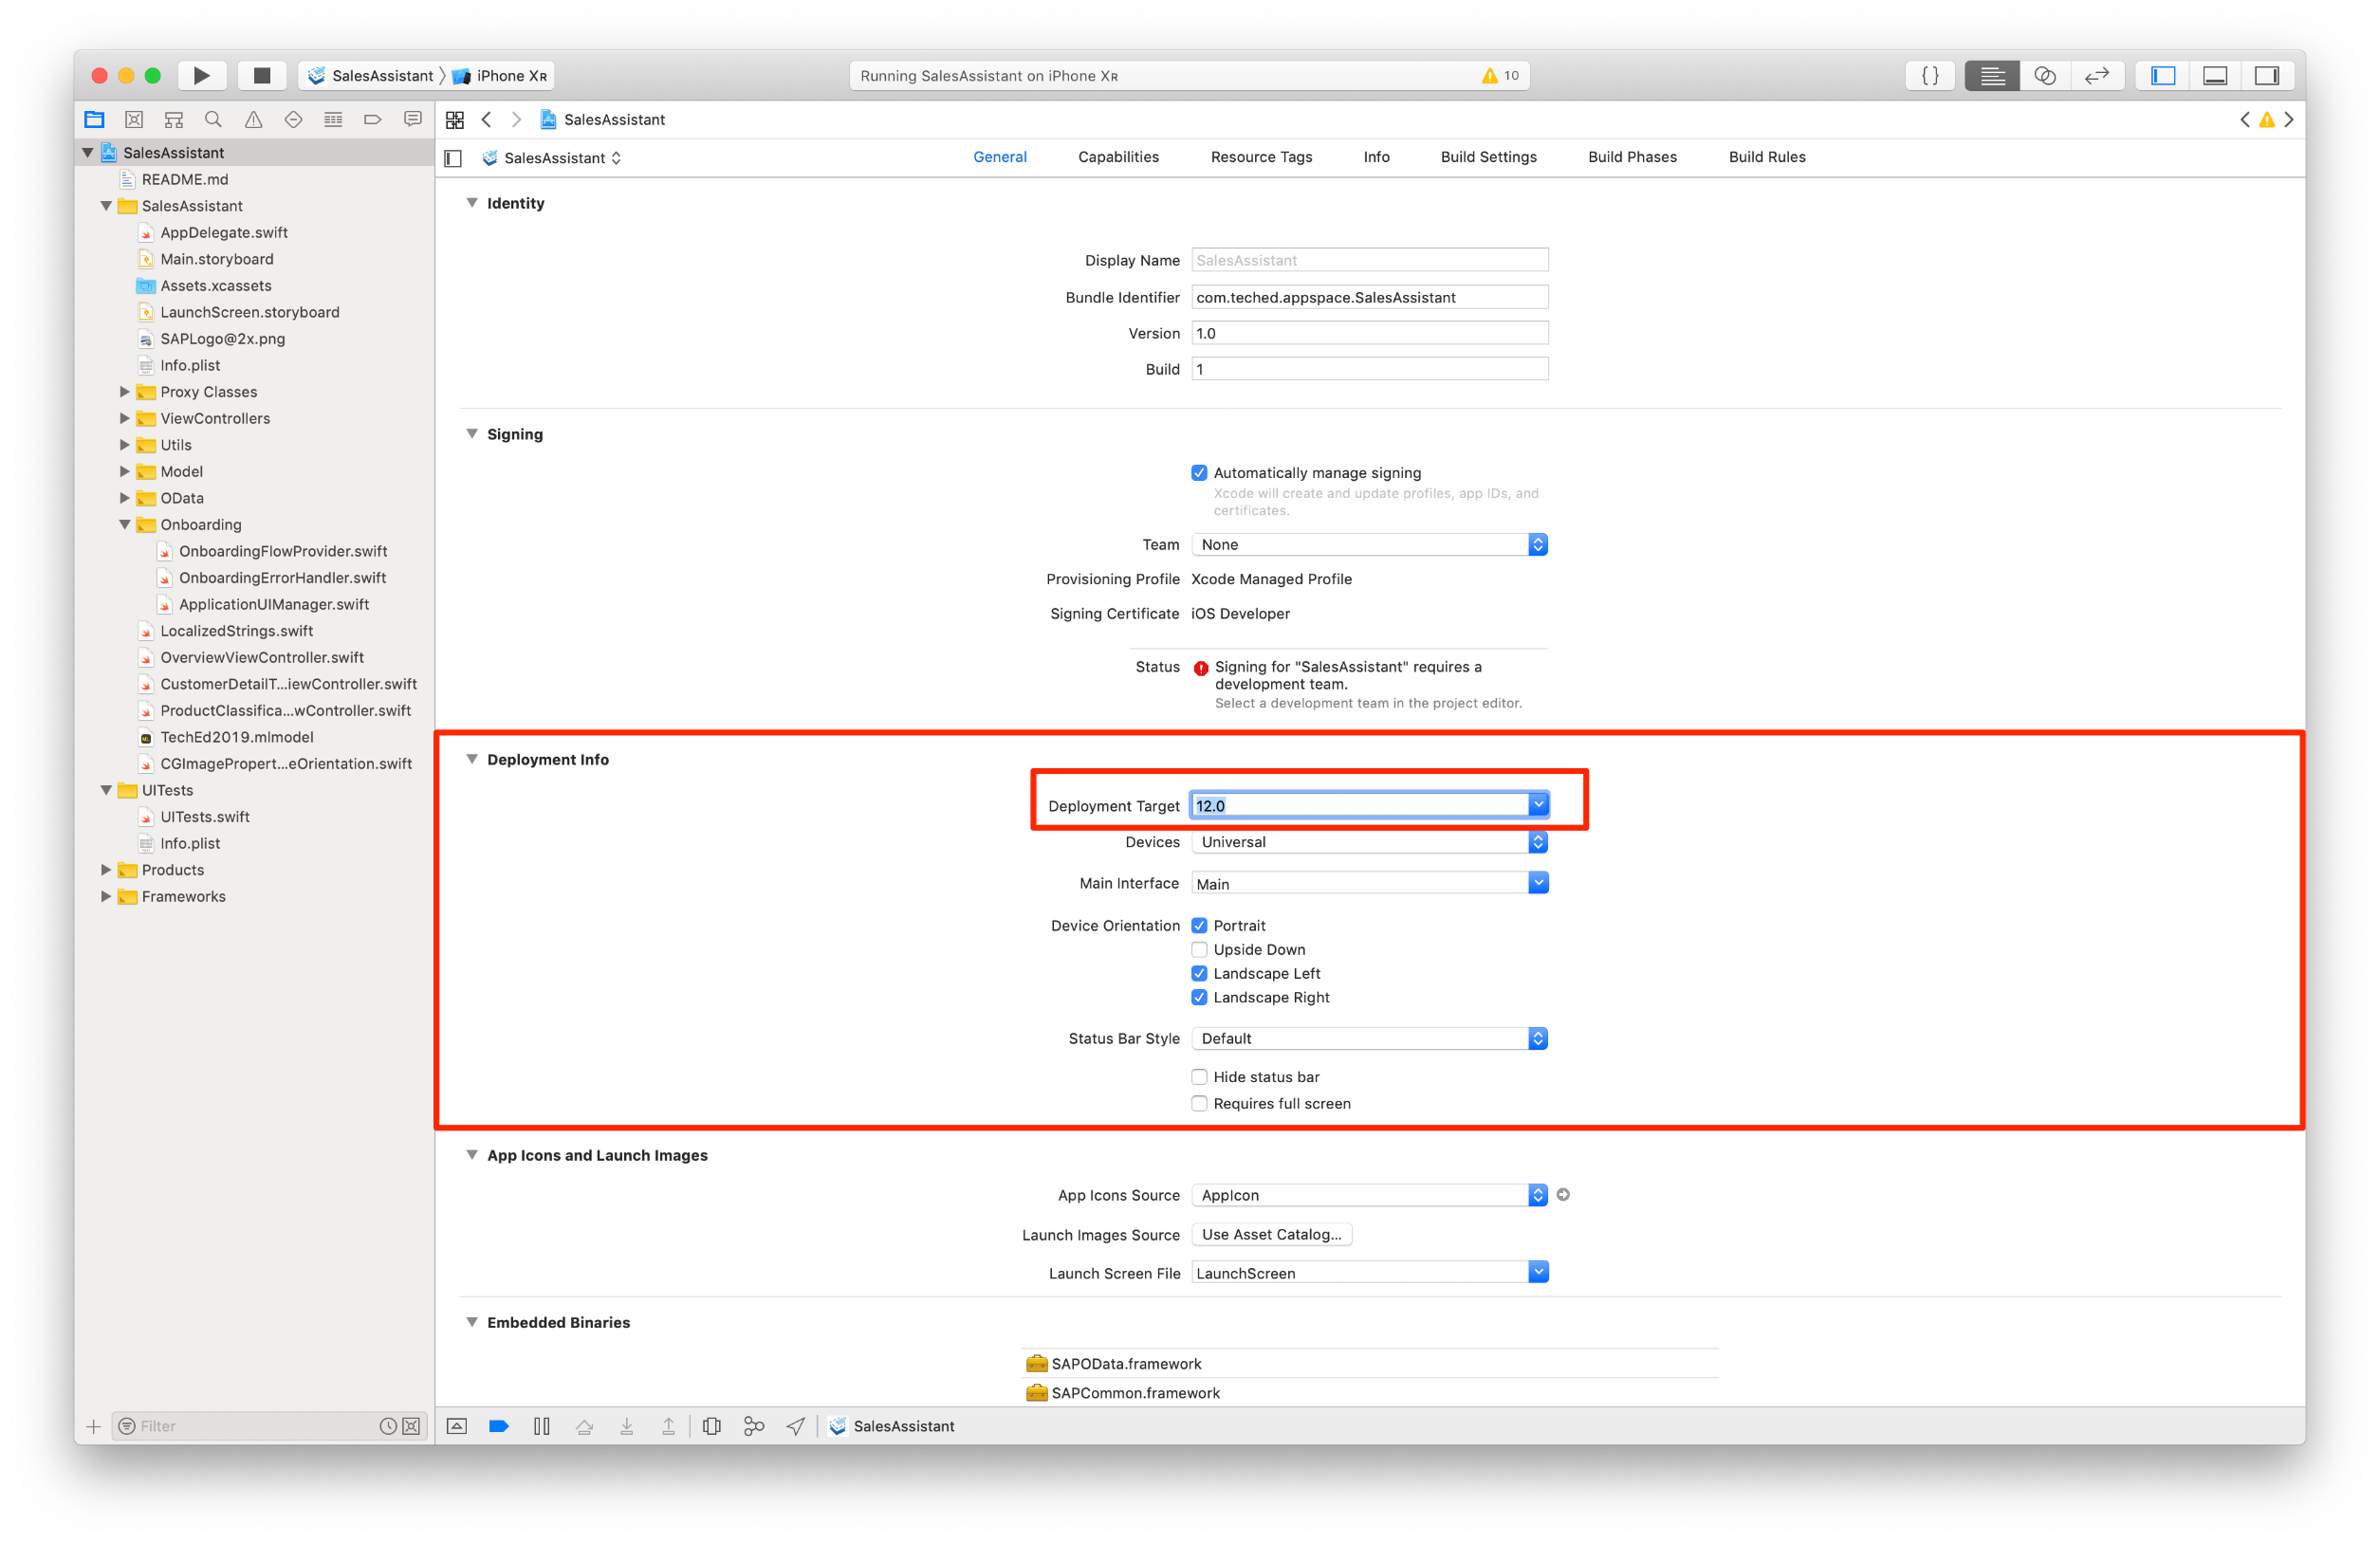 SalesAssistant
iPhone XR
Running SalesAssistant on iPhone XR
10
SalesAssistant
README.md
SalesAssistant
AppDelegate.swift
Main.storyboard
Assets.xcassets
LaunchScreen.storyboard
SAPLogo@2x.png
Info.plist
Proxy Classes
ViewControllers
Utils
Model
OData
Onboarding
OnboardingFlowProvider.swift
OnboardingErrorHandler.swift
ApplicationUIManager.swift
LocalizedStrings.swift
OverviewViewController.swift
CustomerDetailT...iewController.swift
ProductClassifica...wController.swift
TechEd2019.mlmodel
CGImagePropert...eOrientation.swift
UITests
UITests.swift
Info.plist
Products
Frameworks
Filter
SalesAssistant
SalesAssistant
General Capabilities Resource Tags Info Build Settings Build Phases Build Rules
Identity
Display Name SalesAssistant
Bundle Identifier com.teched.appspace.SalesAssistant
Version 1.0
Build 1
Signing
Automatically manage signing
Xcode will create and update profiles, app IDs, and
certificates.
Team None
Provisioning Profile Xcode Managed Profile
Signing Certificate iOS Developer
Status Signing for "SalesAssistant" requires a
development team.
Select a development team in the project editor.
Deployment Info
Deployment Target 12.0
Devices Universal
Main Interface Main
Device Orientation Portrait
Upside Down
Landscape Left
Landscape Right
Status Bar Style Default
Hide status bar
Requires full screen
App Icons and Launch Images
App Icons Source AppIcon
Launch Images Source Use Asset Catalog...
Launch Screen File LaunchScreen
Embedded Binaries
SAPOData.framework
SAPCommon.framework
SalesAssistant